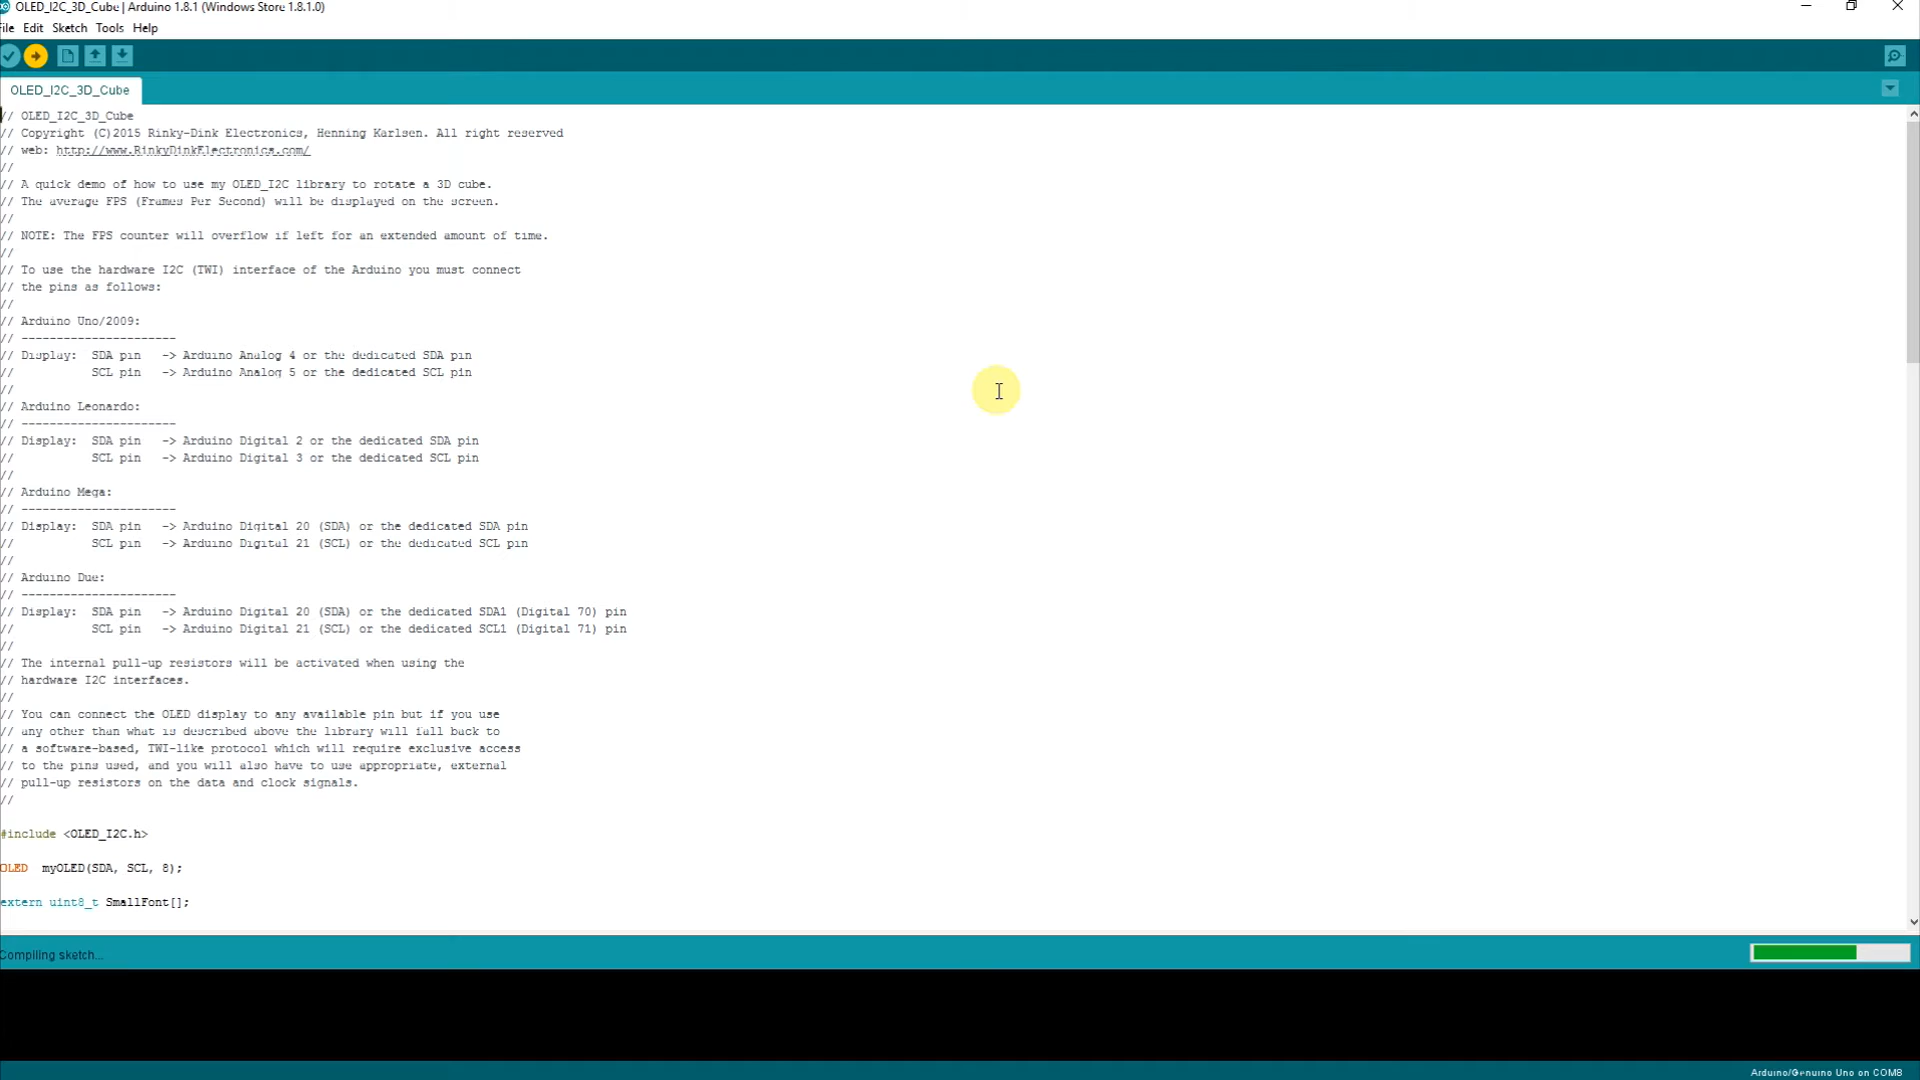 OLED_I2C_3D_Cube | Arduino 1.8.1 (Windows Store 1.8.1.0)
File Edit Sketch Tools Help
OLED_I2C_3D_Cube
// OLED_I2C_3D_Cube
// Copyright (C)2015 Rinky-Dink Electronics, Henning Karlsen. All right reserved
// web: http://www.RinkyDinkElectronics.com/
//
// A quick demo of how to use my OLED_I2C library to rotate a 3D cube.
// The average FPS (Frames Per Second) will be displayed on the screen.
//
// NOTE: The FPS counter will overflow if left for an extended amount of time.
//
// To use the hardware I2C (TWI) interface of the Arduino you must connect
// the pins as follows:
//
// Arduino Uno/2009:
// ----------------------
// Display:  SDA pin   -> Arduino Analog 4 or the dedicated SDA pin
//           SCL pin   -> Arduino Analog 5 or the dedicated SCL pin
//
// Arduino Leonardo:
// ----------------------
// Display:  SDA pin   -> Arduino Digital 2 or the dedicated SDA pin
//           SCL pin   -> Arduino Digital 3 or the dedicated SCL pin
//
// Arduino Mega:
// ----------------------
// Display:  SDA pin   -> Arduino Digital 20 (SDA) or the dedicated SDA pin
//           SCL pin   -> Arduino Digital 21 (SCL) or the dedicated SCL pin
//
// Arduino Due:
// ----------------------
// Display:  SDA pin   -> Arduino Digital 20 (SDA) or the dedicated SDA1 (Digital 70) pin
//           SCL pin   -> Arduino Digital 21 (SCL) or the dedicated SCL1 (Digital 71) pin
//
// The internal pull-up resistors will be activated when using the
// hardware I2C interfaces.
//
// You can connect the OLED display to any available pin but if you use
// any other than what is described above the library will fall back to
// a software-based, TWI-like protocol which will require exclusive access
// to the pins used, and you will also have to use appropriate, external
// pull-up resistors on the data and clock signals.
//
#include <OLED_I2C.h>
OLED  myOLED(SDA, SCL, 8);
extern uint8_t SmallFont[];
Compiling sketch...
Arduino/Genuino Uno on COM8